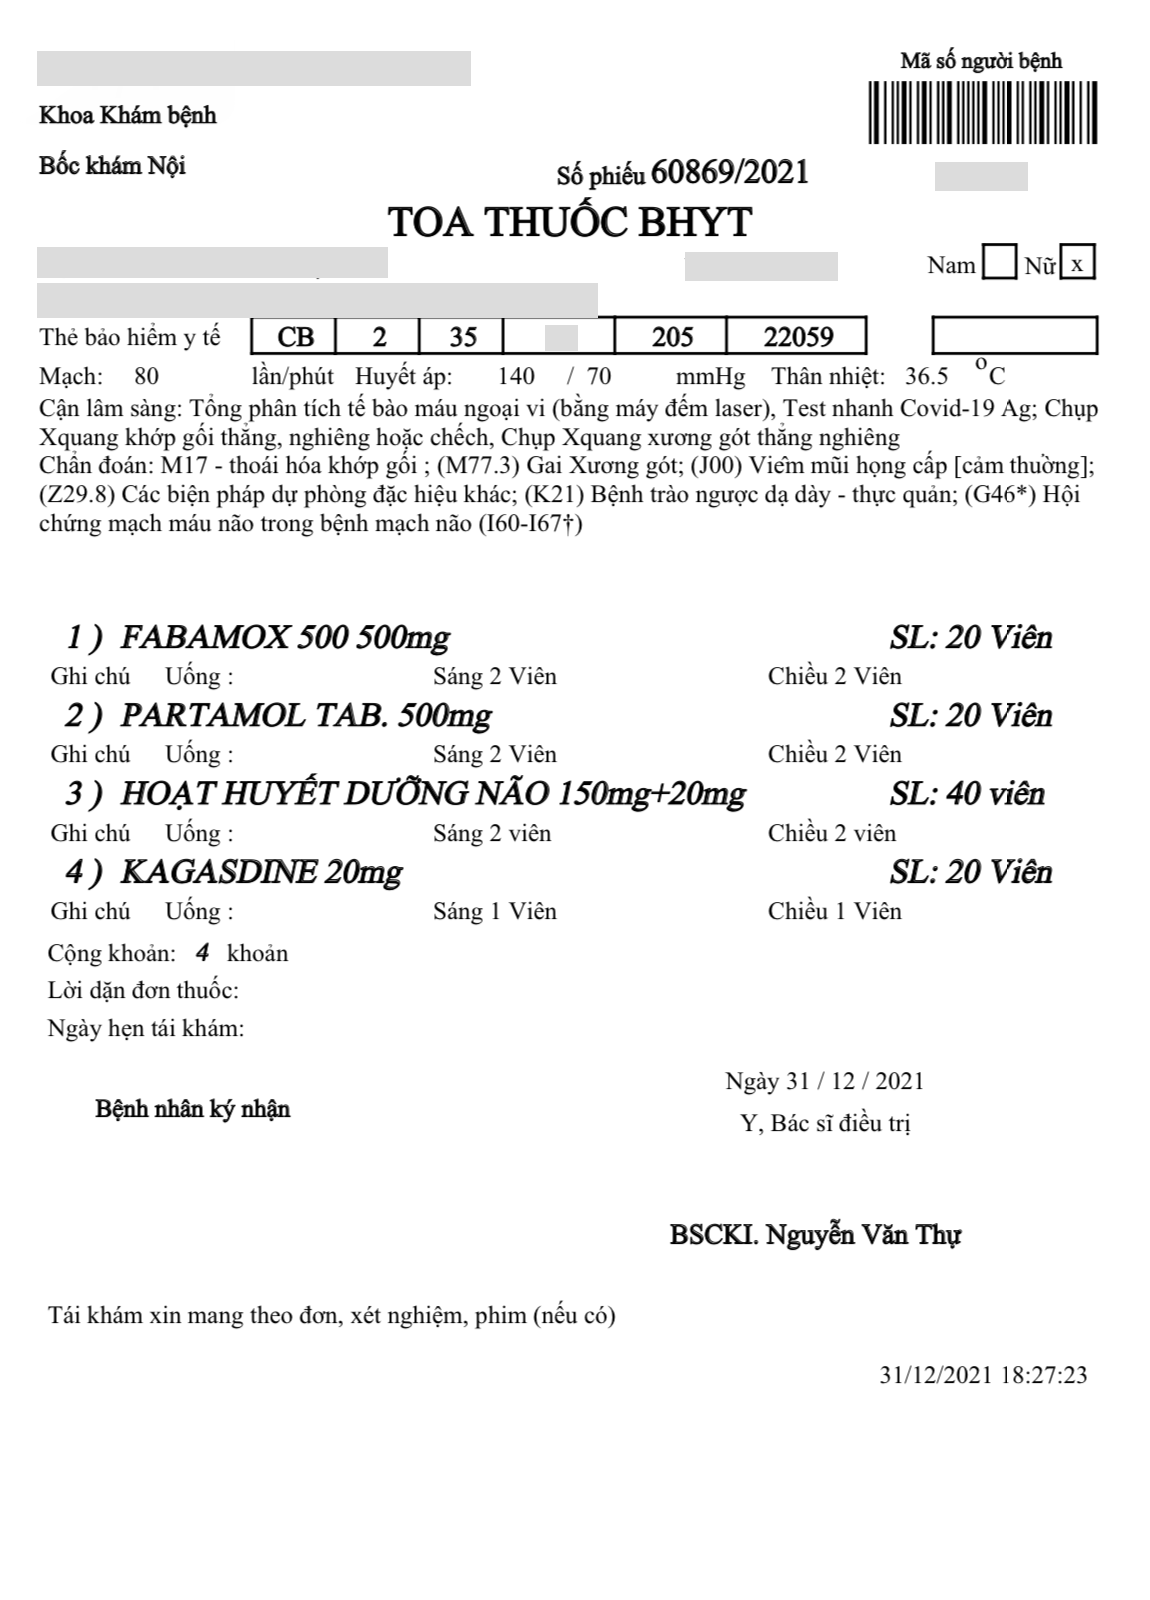 Mã số người bệnh
Khoa Khám bệnh
Bốc khám Nội
Số phiếu 60869/2021
TOA THUỐC BHYT
Nam Nữ x
Thẻ bảo hiểm y tế CB 2 35 205 22059
Mạch: 80 lần/phút Huyết áp: 140 / 70 mmHg Thân nhiệt: 36.5 °C
Cận lâm sàng: Tổng phân tích tế bào máu ngoại vi (bằng máy đếm laser), Test nhanh Covid-19 Ag; Chụp
Xquang khớp gối thẳng, nghiêng hoặc chếch, Chụp Xquang xương gót thẳng nghiêng
Chẩn đoán: M17 - thoái hóa khớp gối ; (M77.3) Gai Xương gót; (J00) Viêm mũi họng cấp [cảm thường];
(Z29.8) Các biện pháp dự phòng đặc hiệu khác; (K21) Bệnh trào ngược dạ dày - thực quản; (G46*) Hội
chứng mạch máu não trong bệnh mạch não (I60-I67†)
1 ) FABAMOX 500 500mg SL: 20 Viên
Ghi chú Uống : Sáng 2 Viên Chiều 2 Viên
2 ) PARTAMOL TAB. 500mg SL: 20 Viên
Ghi chú Uống : Sáng 2 Viên Chiều 2 Viên
3 ) HOẠT HUYẾT DƯỠNG NÃO 150mg+20mg SL: 40 viên
Ghi chú Uống : Sáng 2 viên Chiều 2 viên
4 ) KAGASDINE 20mg SL: 20 Viên
Ghi chú Uống : Sáng 1 Viên Chiều 1 Viên
Cộng khoản: 4 khoản
Lời dặn đơn thuốc:
Ngày hẹn tái khám:
Ngày 31 / 12 / 2021
Bệnh nhân ký nhận
Y, Bác sĩ điều trị
BSCKI. Nguyễn Văn Thự
Tái khám xin mang theo đơn, xét nghiệm, phim (nếu có)
31/12/2021 18:27:23